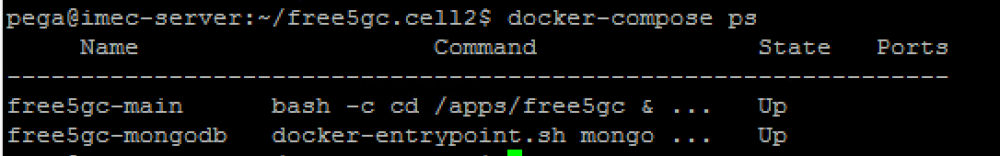 pega@imec-server:~/free5gc.cell2$ docker-compose ps
Name Command State Ports
--------------------------------------------------------------------------
free5gc-main bash -c cd /apps/free5gc & ... Up
free5gc-mongodb docker-entrypoint.sh mongo ... Up